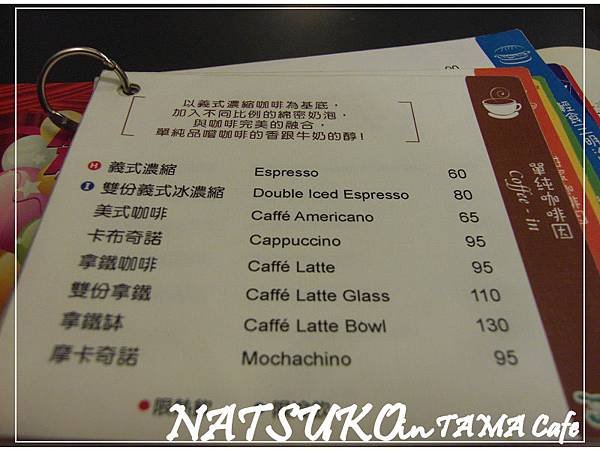 以義式濃縮咖啡為基底，
加入不同比例的綿密奶泡，
與咖啡完美的融合，
單純品嚐咖啡的香跟牛奶的醇！
H 義式濃縮 Espresso 60
I 雙份義式冰濃縮 Double Iced Espresso 80
美式咖啡 Caffé Americano 65
卡布奇諾 Cappuccino 95
拿鐵咖啡 Caffé Latte 95
雙份拿鐵 Caffé Latte Glass 110
拿鐵缽 Caffé Latte Bowl 130
摩卡奇諾 Mochachino 95
限熱飲
Coffee - in
NATSUKO in TAMA Cafe